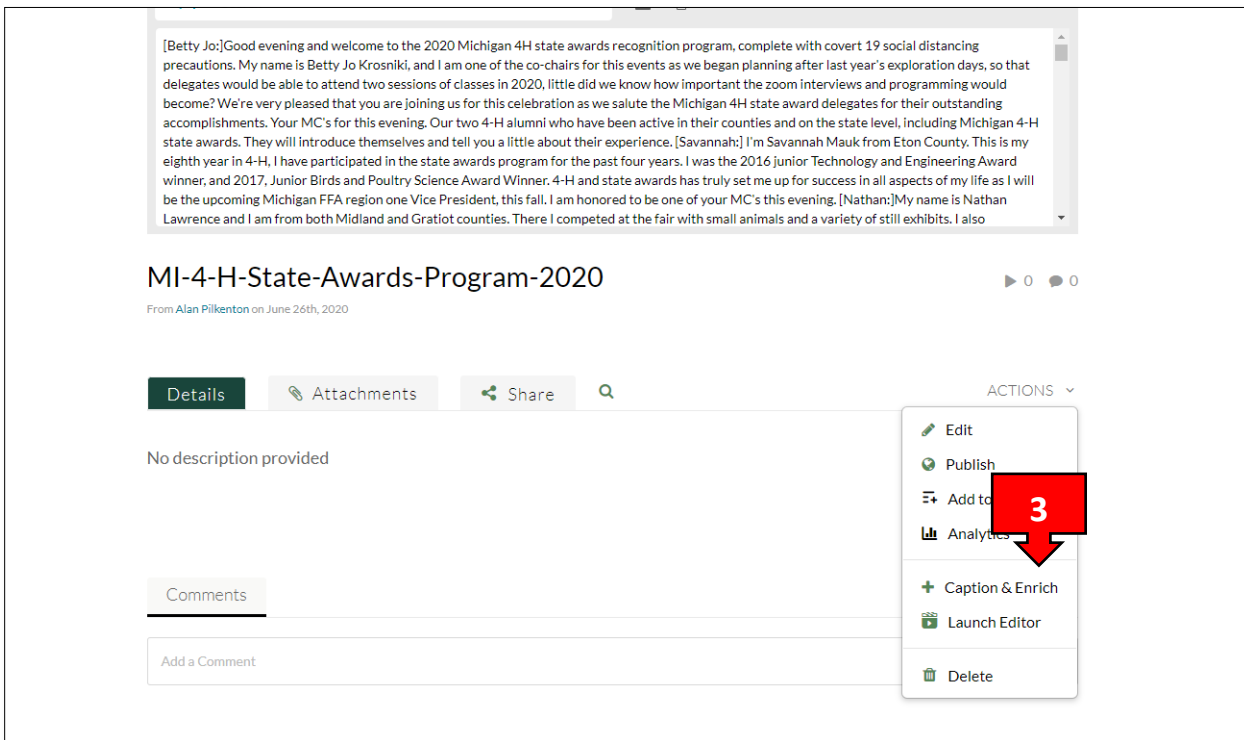 [Betty Jo:]Good evening and welcome to the 2020 Michigan 4H state awards recognition program, complete with covert 19 social distancing
precautions. My name is Betty Jo Krosniki, and I am one of the co-chairs for this events as we began planning after last year's exploration days, so that
delegates would be able to attend two sessions of classes in 2020, little did we know how important the zoom interviews and programming would
become? We're very pleased that you are joining us for this celebration as we salute the Michigan 4H state award delegates for their outstanding
accomplishments. Your MC's for this evening. Our two 4-H alumni who have been active in their counties and on the state level, including Michigan 4-H
state awards. They will introduce themselves and tell you a little about their experience. [Savannah:] I'm Savannah Mauk from Eton County. This is my
eighth year in 4-H, I have participated in the state awards program for the past four years. I was the 2016 junior Technology and Engineering Award
winner, and 2017, Junior Birds and Poultry Science Award Winner. 4-H and state awards has truly set me up for success in all aspects of my life as I will
be the upcoming Michigan FFA region one Vice President, this fall. I am honored to be one of your MC's this evening. [Nathan:]My name is Nathan
Lawrence and I am from both Midland and Gratiot counties. There I competed at the fair with small animals and a variety of still exhibits. I also
MI-4-H-State-Awards-Program-2020
0 0
From Alan Pilkenton on June 26th, 2020
Details Attachments Share ACTIONS
Edit
No description provided
Publish
Add to
3
Analytics
Caption & Enrich
Comments
Launch Editor
Add a Comment
Delete